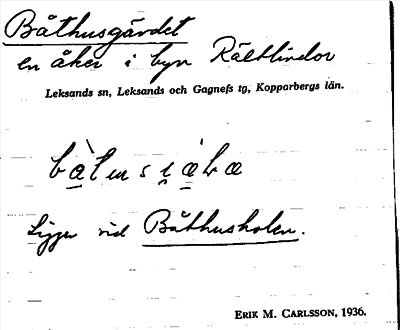 Båthusgärdet
en åker i byn Rältlindor
Leksands sn, Leksands och Gagnefs tg, Kopparbergs län.
Ligger vid Båthusholen.
ERIK M. CARLSSON, 1936.